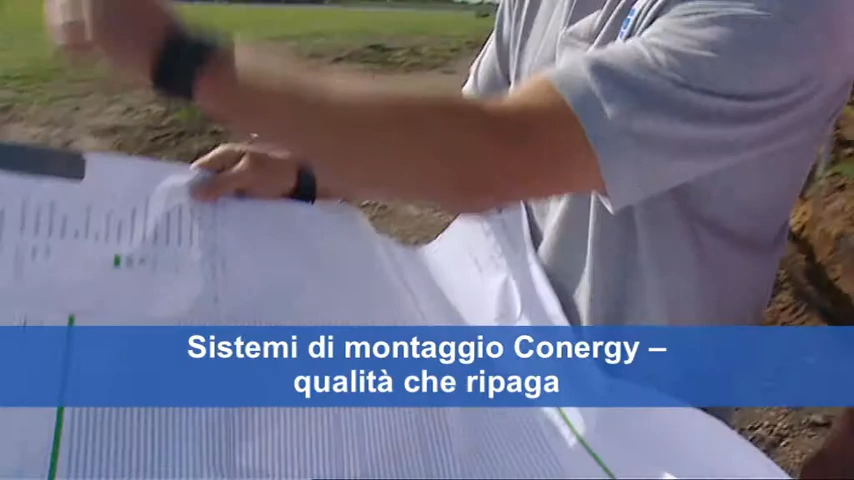 Sistemi di montaggio Conergy –
qualità che ripaga